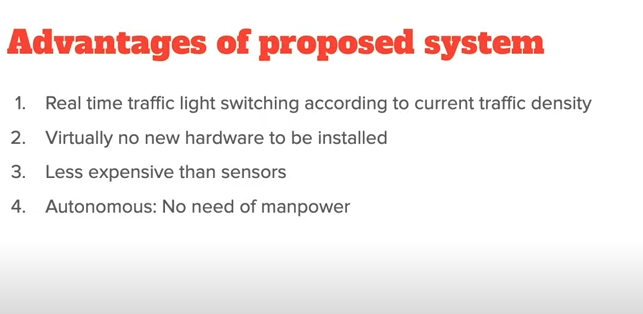 Advantages of proposed system
1. Real time traffic light switching according to current traffic density
2. Virtually no new hardware to be installed
3. Less expensive than sensors
4. Autonomous: No need of manpower